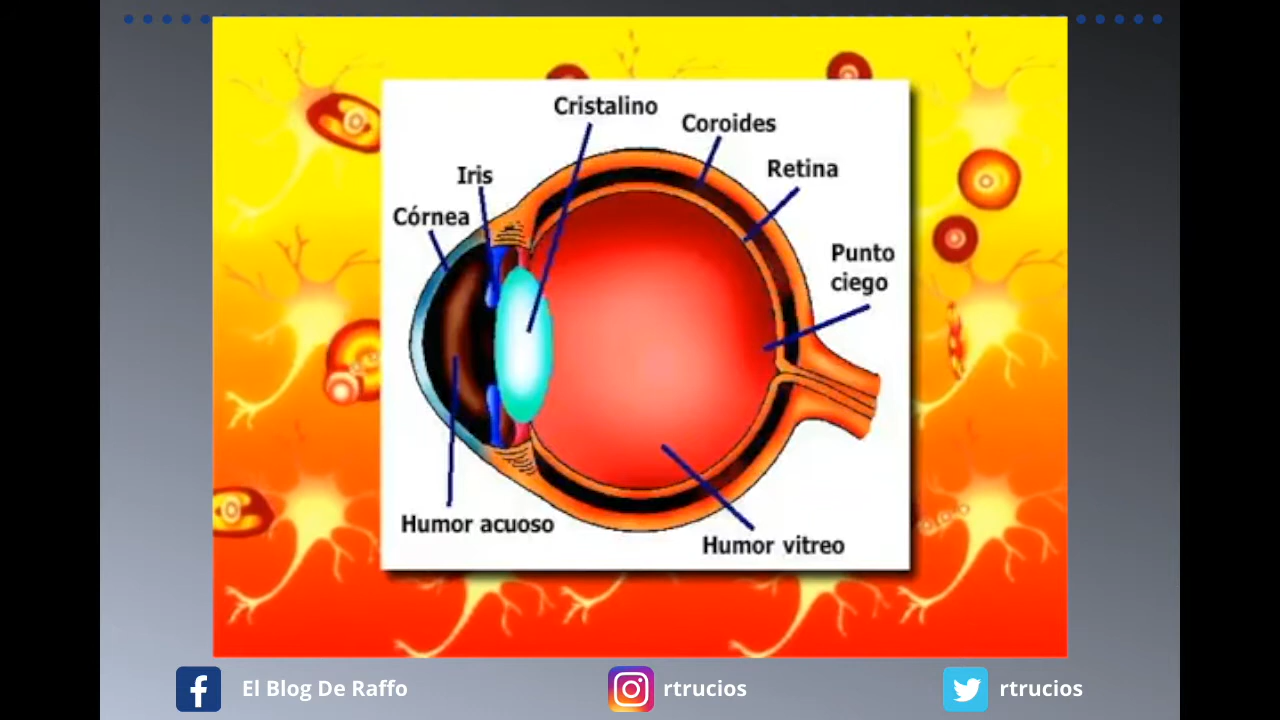 Cristalino
Coroides
Retina
Iris
Córnea
Punto
ciego
Humor acuoso
Humor vitreo
El Blog De Raffo
rtrucios
rtrucios